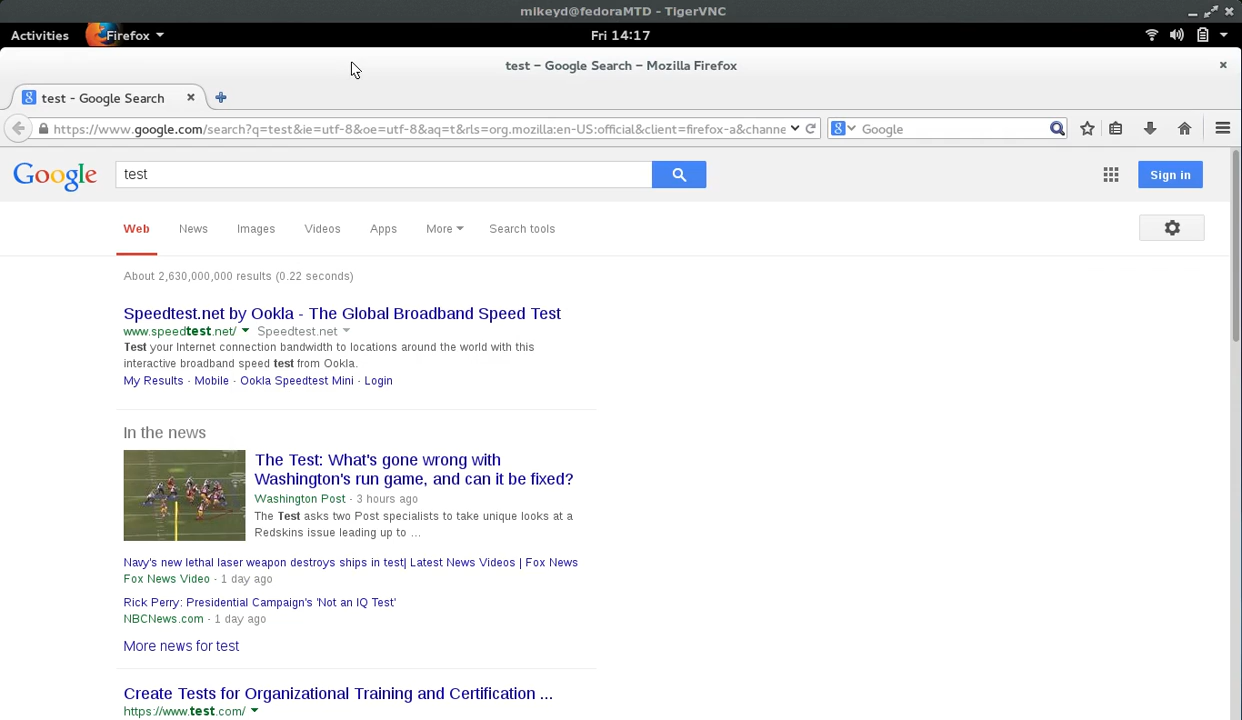 mikeyd@fedoraMTD - TigerVNC
Activities Firefox Fri 14:17
test – Google Search – Mozilla Firefox
test - Google Search
https://www.google.com/search?q=test&ie=utf-8&oe=utf-8&aq=t&rls=org.mozilla:en-US:official&client=firefox-a&channe Google
Google test Sign in
Web News Images Videos Apps More Search tools
About 2,630,000,000 results (0.22 seconds)
Speedtest.net by Ookla - The Global Broadband Speed Test
www.speedtest.net/ Speedtest.net
Test your Internet connection bandwidth to locations around the world with this
interactive broadband speed test from Ookla.
My Results - Mobile - Ookla Speedtest Mini - Login
In the news
The Test: What's gone wrong with
Washington's run game, and can it be fixed?
Washington Post - 3 hours ago
The Test asks two Post specialists to take unique looks at a
Redskins issue leading up to ...
Navy's new lethal laser weapon destroys ships in test| Latest News Videos | Fox News
Fox News Video - 1 day ago
Rick Perry: Presidential Campaign's 'Not an IQ Test'
NBCNews.com - 1 day ago
More news for test
Create Tests for Organizational Training and Certification ...
https://www.test.com/